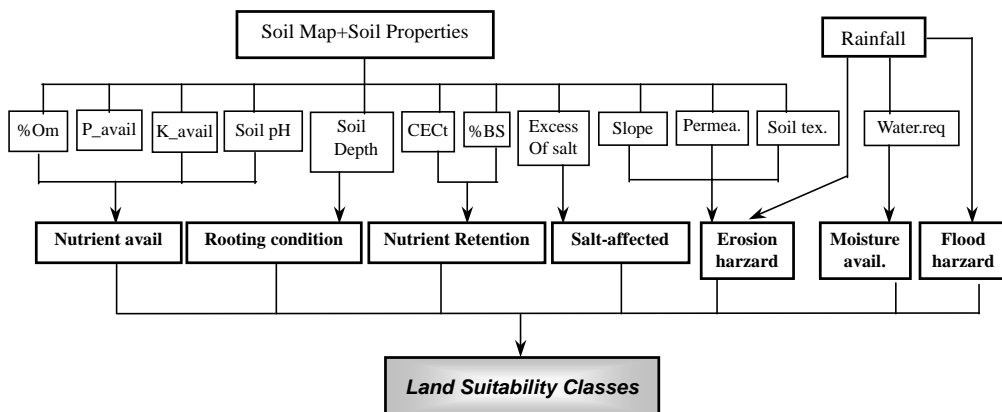 Soil Map+Soil Properties
Rainfall
%Om
P_avail
K_avail
Soil pH
Soil
Depth
CECt
%BS
Excess
Of salt
Slope
Permea.
Soil tex.
Water.req
Nutrient avail
Rooting condition
Nutrient Retention
Salt-affected
Erosion
harzard
Moisture
avail.
Flood
harzard
Land Suitability Classes